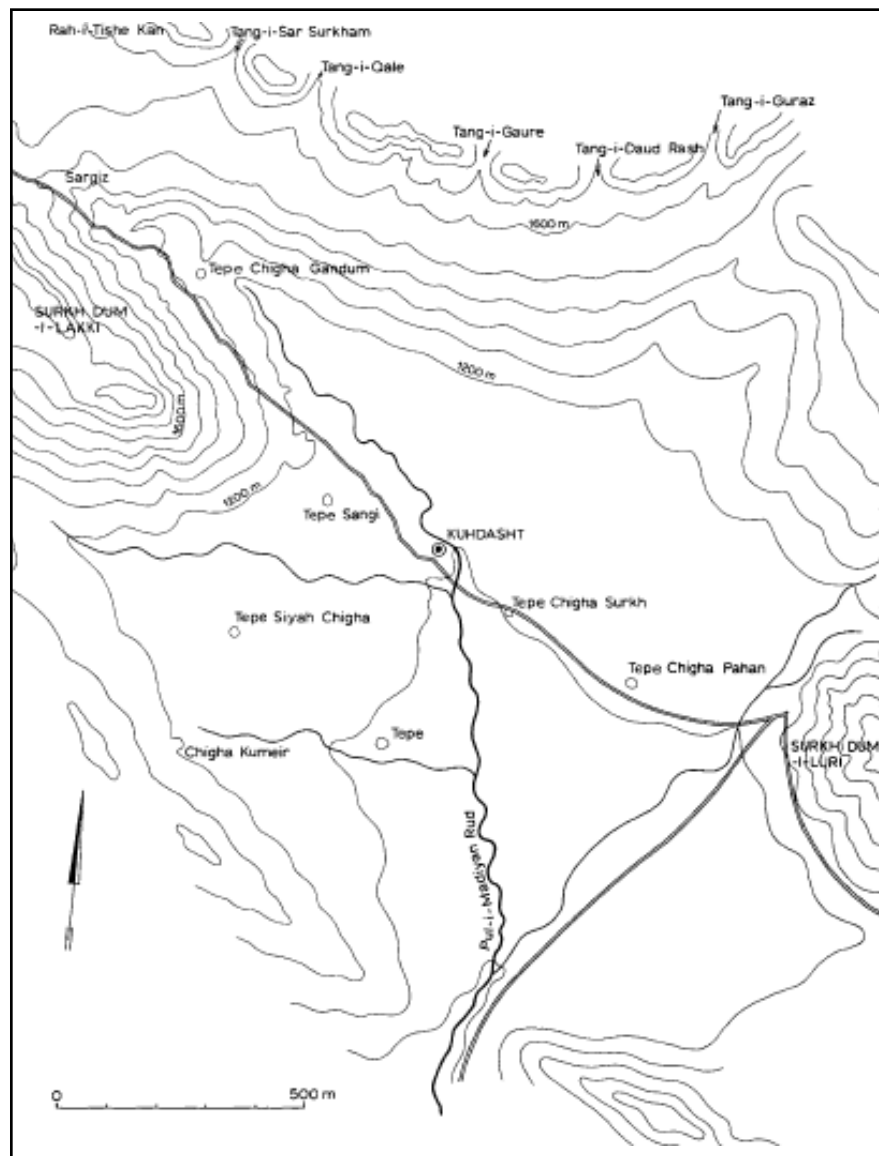 Rah-i-Tishe Kan
Tang-i-Sar Surkham
Tang-i-Qale
Tang-i-Guraz
Tang-i-Gaure
Tang-i-Daud Rash
Sargiz
1600 m
Tepe Chigha Gandum
SURKH DUM
-I-LAKKI
1200 m
1600 m
1200 m
Tepe Sangi
KUHDASHT
Tepe Chigha Surkh
Tepe Siyah Chigha
Tepe Chigha Pahan
Tepe
Chigha Kumeir
SURKH DUM
-I-LURI
Pul-i-Madiyan Rud
0
500 m